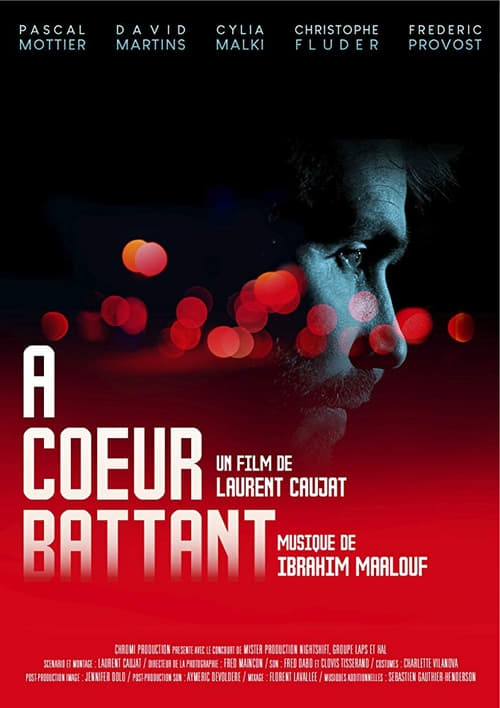 PASCAL DAVID CYLIA CHRISTOPHE FREDERIC
MOTTIER MARTINS MALKI FLUDER PROVOST
A
COEUR
BATTANT
UN FILM DE
LAURENT CAUJAT
MUSIQUE DE
IBRAHIM MAALOUF
CHROMI PRODUCTION PRESENTE AVEC LE CONCOURT DE MISTER PRODUCTION NIGHTSHIFT, GROUPE LAPS ET HAL
SCENARIO ET MONTAGE : LAURENT CAUJAT / DIRECTEUR DE LA PHOTOGRAPHIE : FRED MAINCON / SON : FRED DABO ET CLOVIS TISSERAND / COSTUMES : CHARLETTE VILANOVA
POST-PRODUCTION IMAGE : JENNIFER DOLO / POST-PRODUCTION SON : AYMERIC DEVOLDERE / MIXAGE : FLORENT LAVALLEE / MUSIQUES ADDITIONNELLES : SEBASTIEN GAUTHIER-HENDERSON